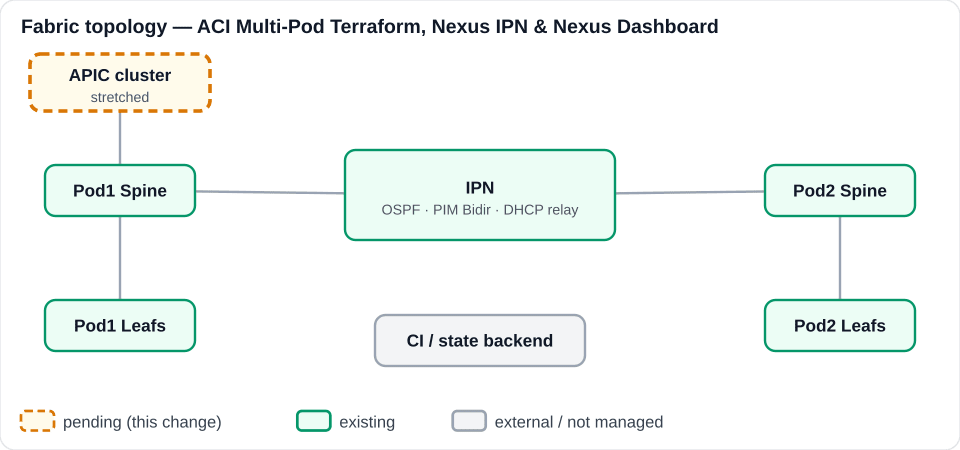 Fabric topology — ACI Multi-Pod Terraform, Nexus IPN & Nexus Dashboard
APIC cluster
stretched
Pod1 Spine
IPN
OSPF · PIM Bidir · DHCP relay
Pod2 Spine
Pod1 Leafs
CI / state backend
Pod2 Leafs
pending (this change)
existing
external / not managed